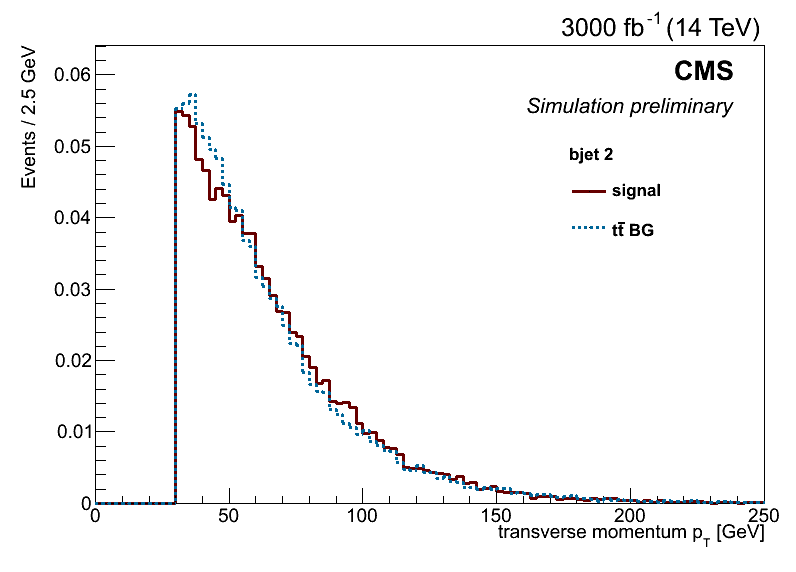 3000 fb⁻¹ (14 TeV)
CMS
Simulation preliminary
bjet 2
signal
tt̄ BG
Events / 2.5 GeV
0.06
0.05
0.04
0.03
0.02
0.01
0
0 50 100 150 200 250
transverse momentum p_T [GeV]